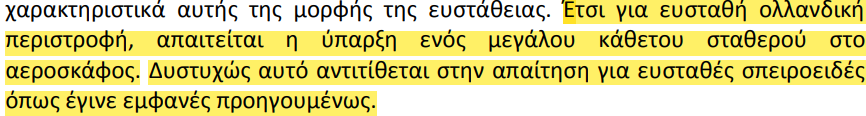 χαρακτηριστικά αυτής της μορφής της ευστάθειας. Έτσι για ευσταθή ολλανδική
περιστροφή, απαιτείται η ύπαρξη ενός μεγάλου κάθετου σταθερού στο
αεροσκάφος. Δυστυχώς αυτό αντιτίθεται στην απαίτηση για ευσταθές σπειροειδές
όπως έγινε εμφανές προηγουμένως.